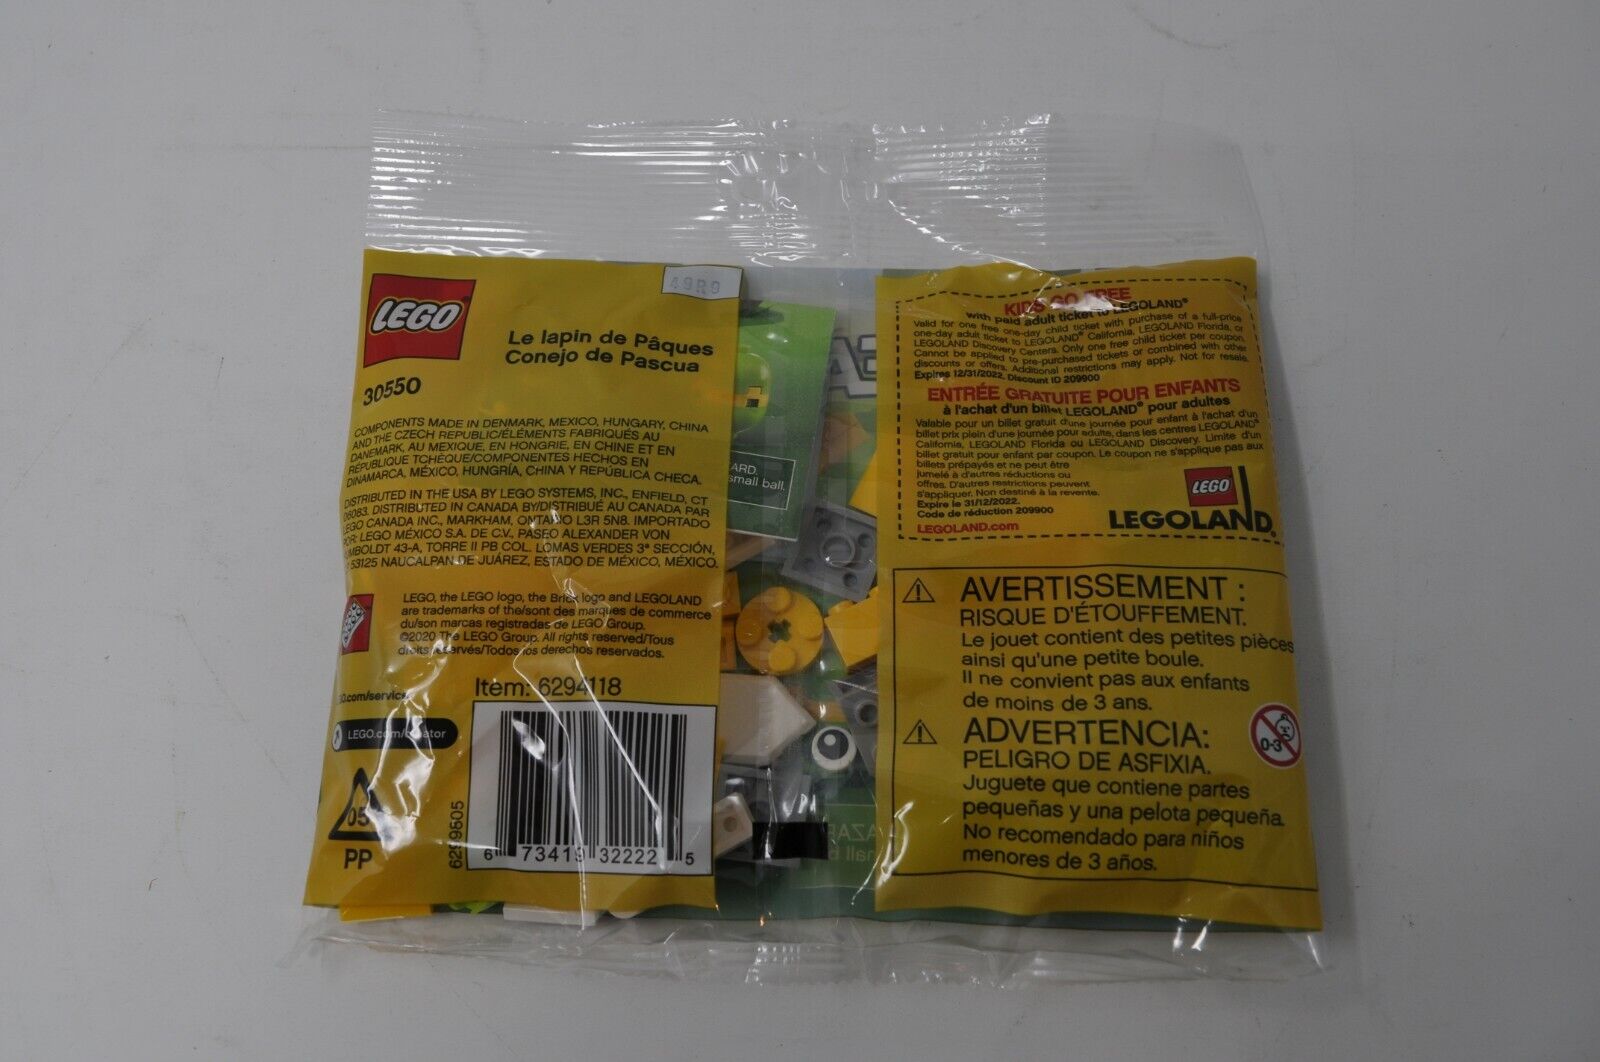 LEGO
Le lapin de Pâques
Conejo de Pascua
30550
49R0
COMPONENTS MADE IN DENMARK, MEXICO, HUNGARY, CHINA
AND THE CZECH REPUBLIC/ÉLÉMENTS FABRIQUÉS AU
DANEMARK, AU MEXIQUE, EN HONGRIE, EN CHINE ET EN
RÉPUBLIQUE TCHÈQUE/COMPONENTES HECHOS EN
DINAMARCA, MÉXICO, HUNGRÍA, CHINA Y REPÚBLICA CHECA.
DISTRIBUTED IN THE USA BY LEGO SYSTEMS, INC., ENFIELD, CT
06083. DISTRIBUTED IN CANADA BY/DISTRIBUÉ AU CANADA PAR
LEGO CANADA INC., MARKHAM, ONTARIO L3R 5N8. IMPORTADO
POR: LEGO MÉXICO S.A. DE C.V., PASEO ALEXANDER VON
HUMBOLDT 43-A, TORRE II PB COL. LOMAS VERDES 3ª SECCIÓN,
53125 NAUCALPAN DE JUÁREZ, ESTADO DE MÉXICO, MÉXICO.
LEGO, the LEGO logo, the Brick logo and LEGOLAND
are trademarks of the/sont des marques de commerce
du/son marcas registradas de LEGO Group.
©2020 The LEGO Group. All rights reserved/Tous
droits réservés/Todos los derechos reservados.
Item: 6294118
LEGO.com/service
LEGO.com/creator
05
PP
6299505
6 73419 32222 5
ARD.
small ball.
KIDS GO FREE
with paid adult ticket to LEGOLAND®
Valid for one free one-day child ticket with purchase of a full-price
one-day adult ticket to LEGOLAND® California, LEGOLAND Florida, or
LEGOLAND Discovery Centers. Only one free child ticket per coupon.
Cannot be applied to pre-purchased tickets or combined with other
discounts or offers. Additional restrictions may apply. Not for resale.
Expires 12/31/2022. Discount ID 209900
ENTRÉE GRATUITE POUR ENFANTS
à l'achat d'un billet LEGOLAND® pour adultes
Valable pour un billet gratuit d'une journée pour enfant à l'achat d'un
billet prix plein d'une journée pour adulte, dans les centres LEGOLAND®
California, LEGOLAND Florida ou LEGOLAND Discovery. Limite d'un
billet gratuit pour enfant par coupon. Le coupon ne s'applique pas aux
billets prépayés et ne peut être
jumelé à d'autres réductions ou
offres. D'autres restrictions peuvent
s'appliquer. Non destiné à la revente.
Expire le 31/12/2022.
Code de réduction 209900
LEGOLAND.com
LEGO
LEGOLAND®
AVERTISSEMENT :
RISQUE D'ÉTOUFFEMENT.
Le jouet contient des petites pièces
ainsi qu'une petite boule.
Il ne convient pas aux enfants
de moins de 3 ans.
ADVERTENCIA:
PELIGRO DE ASFIXIA.
Juguete que contiene partes
pequeñas y una pelota pequeña.
No recomendado para niños
menores de 3 años.
0-3